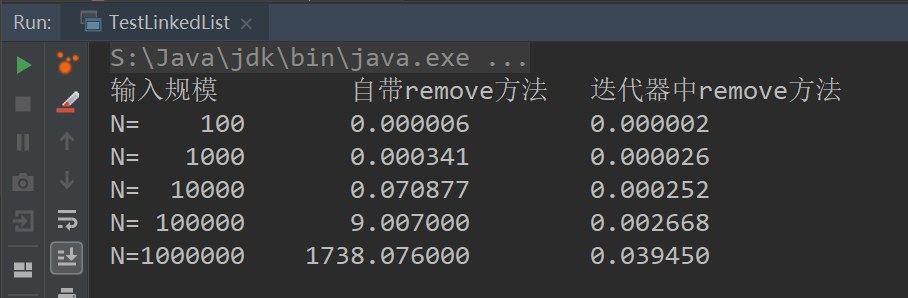 Run: TestLinkedList ×
S:\Java\jdk\bin\java.exe ...
输入规模 自带remove方法 迭代器中remove方法
N= 100 0.000006 0.000002
N= 1000 0.000341 0.000026
N= 10000 0.070877 0.000252
N= 100000 9.007000 0.002668
N=1000000 1738.076000 0.039450